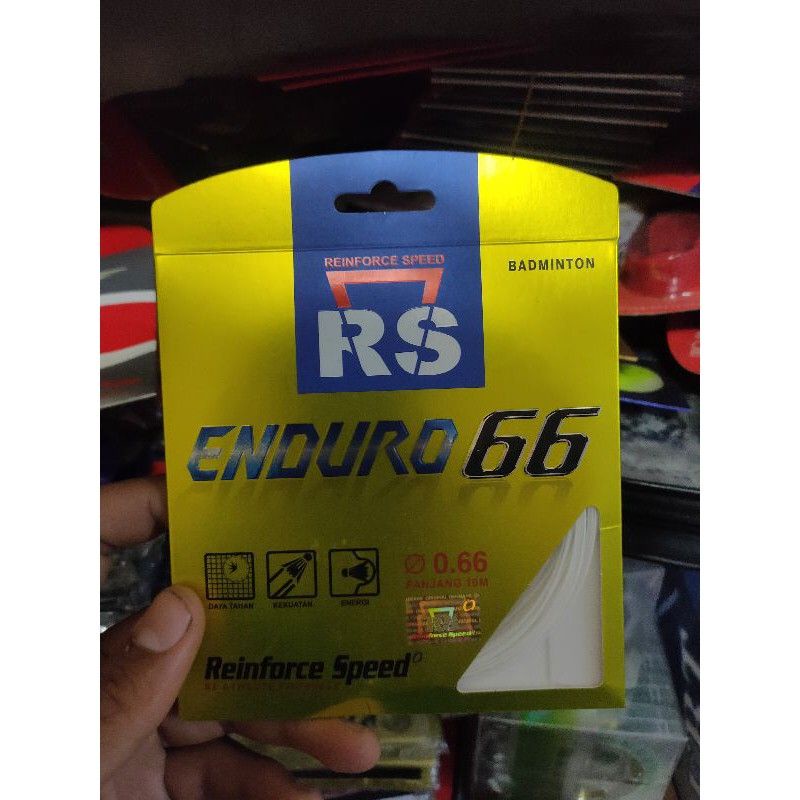 REINFORCE SPEED
RS
BADMINTON
ENDURO 66
DAYA TAHAN
KEKUATAN
ENERGI
Ø 0.66
PANJANG 10M
Reinforce Speed